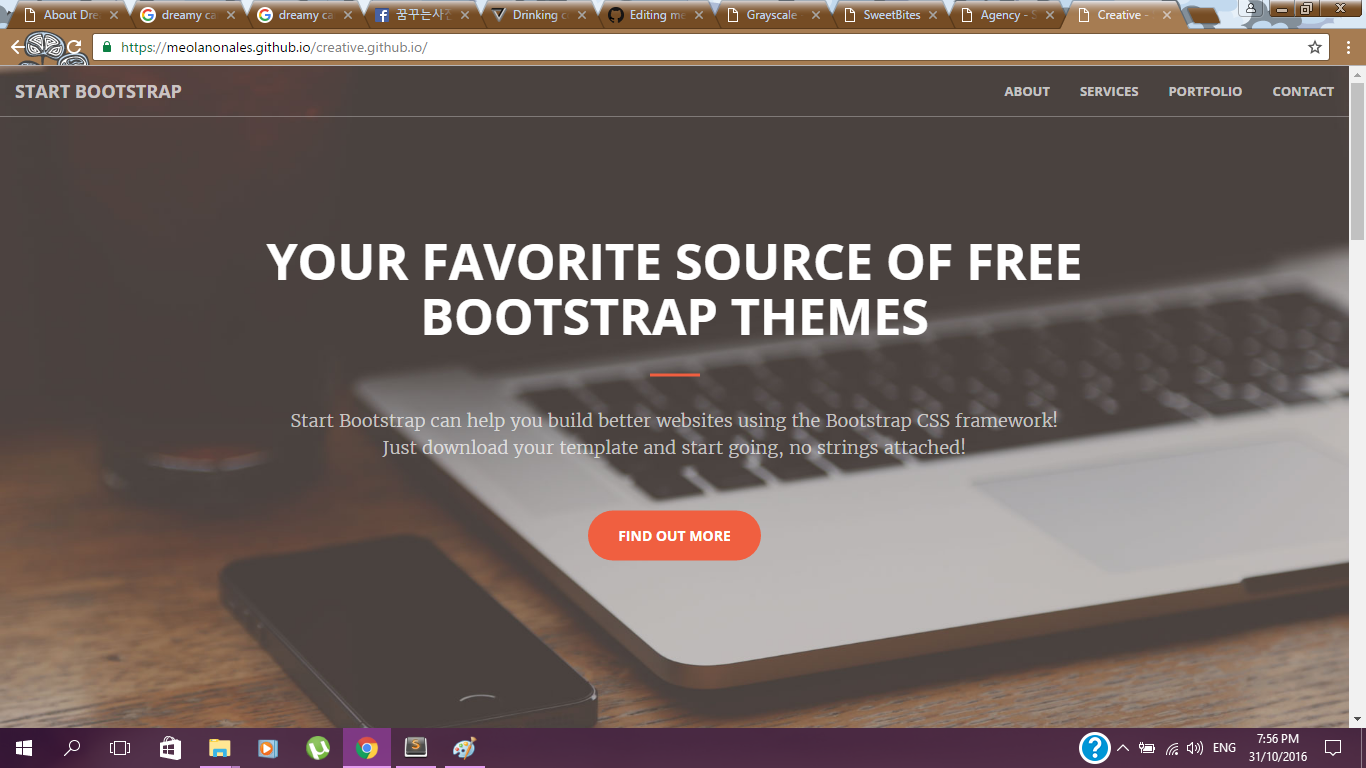 About Dre
dreamy ca
dreamy ca
꿈꾸는사진
Drinking c
Editing me
Grayscale
SweetBites
Agency - S
Creative -
https://meolanonales.github.io/creative.github.io/
START BOOTSTRAP
ABOUT SERVICES PORTFOLIO CONTACT
YOUR FAVORITE SOURCE OF FREE
BOOTSTRAP THEMES
Start Bootstrap can help you build better websites using the Bootstrap CSS framework!
Just download your template and start going, no strings attached!
FIND OUT MORE
ENG
7:56 PM
31/10/2016